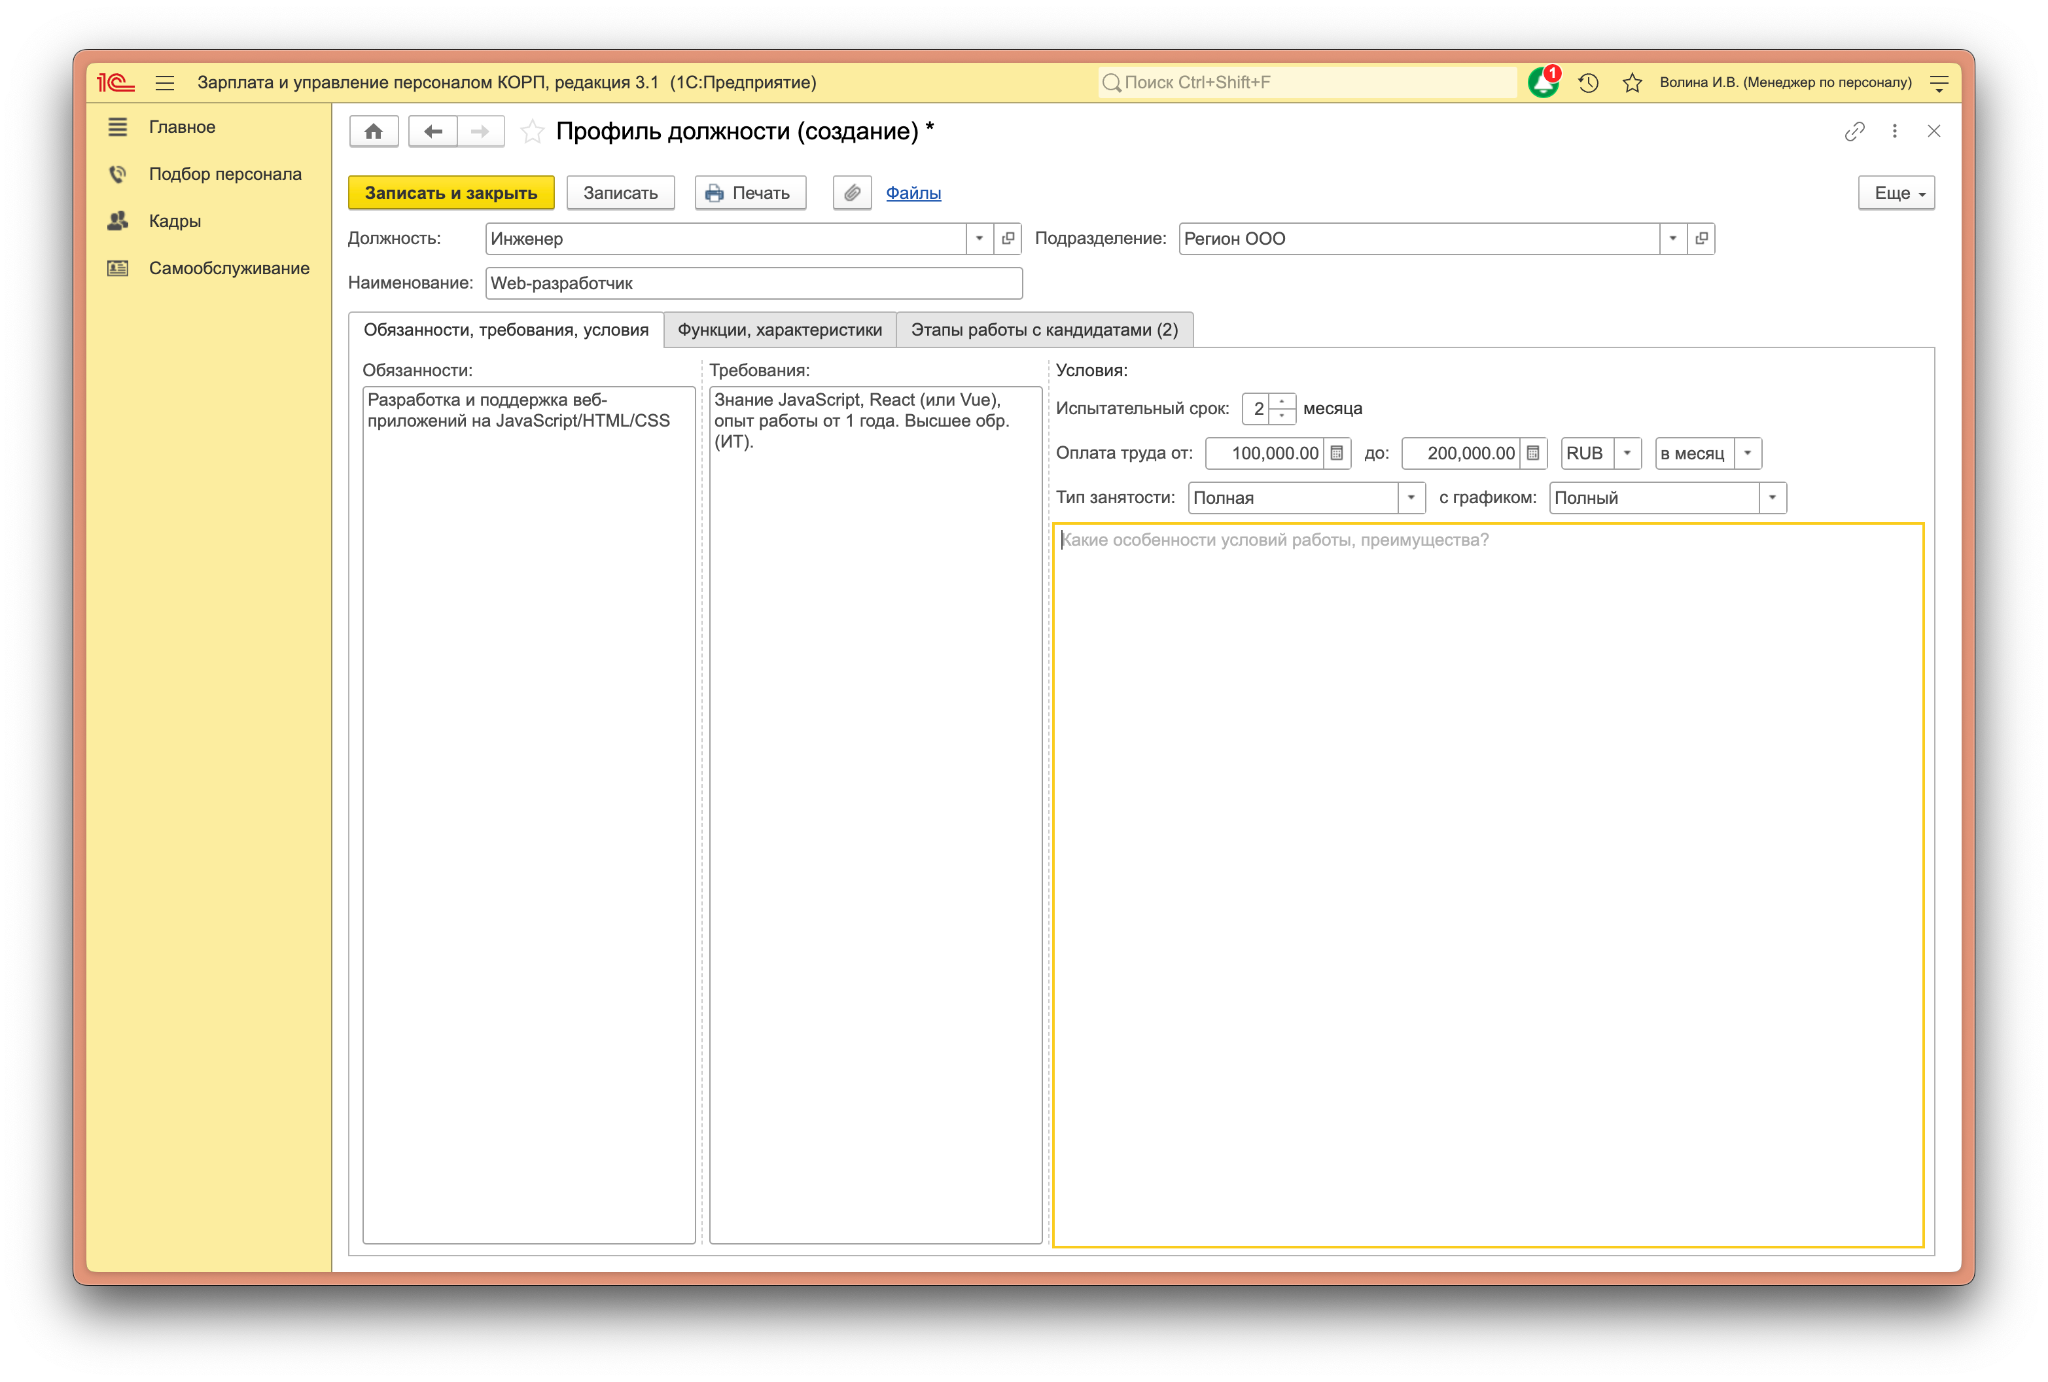 1С
Зарплата и управление персоналом КОРП, редакция 3.1 (1С:Предприятие)
Поиск Ctrl+Shift+F
1
Волина И.В. (Менеджер по персоналу)
Главное
Подбор персонала
Кадры
Самообслуживание
Профиль должности (создание) *
Записать и закрыть
Записать
Печать
Файлы
Еще
Должность:
Инженер
Подразделение:
Регион ООО
Наименование:
Web-разработчик
Обязанности, требования, условия
Функции, характеристики
Этапы работы с кандидатами (2)
Обязанности:
Разработка и поддержка веб-
приложений на JavaScript/HTML/CSS
Требования:
Знание JavaScript, React (или Vue),
опыт работы от 1 года. Высшее обр.
(ИТ).
Условия:
Испытательный срок: 2 месяца
Оплата труда от: 100,000.00 до: 200,000.00 RUB в месяц
Тип занятости: Полная с графиком: Полный
Какие особенности условий работы, преимущества?